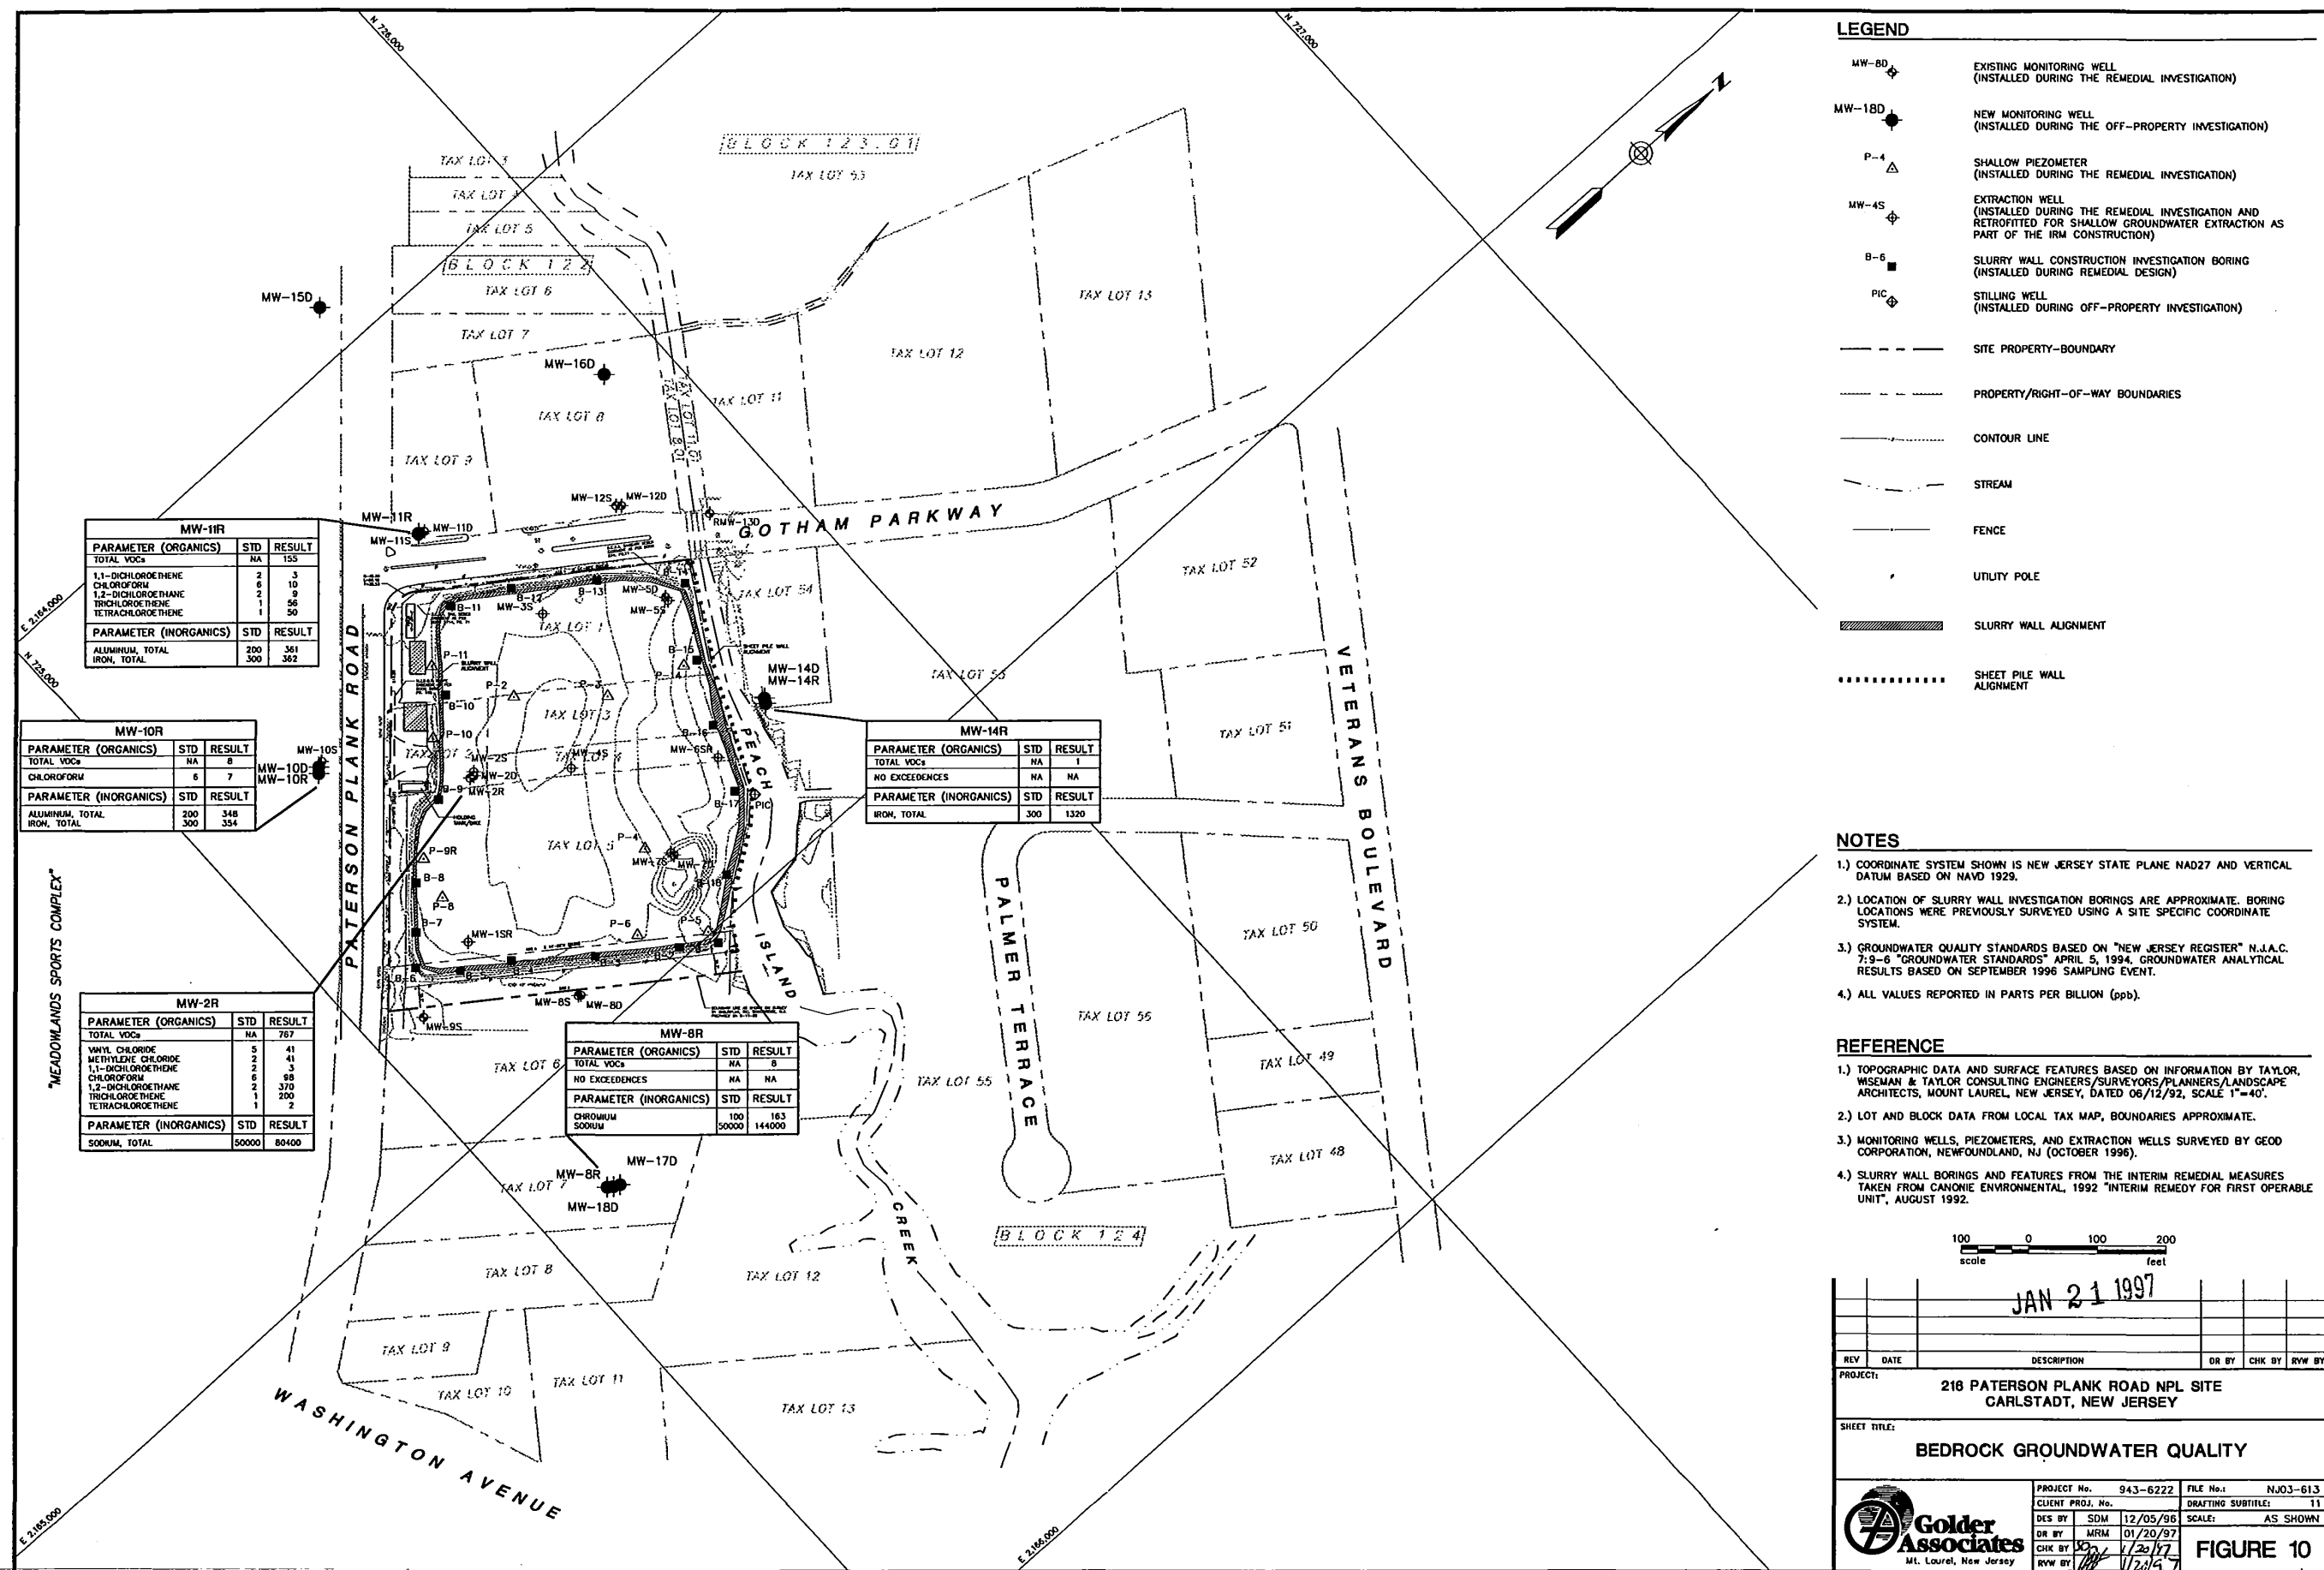 N 726,000
N 727,000
BLOCK 123.01
TAX LOT 53
TAX LOT 3
TAX LOT 4
TAX LOT 5
BLOCK 122
TAX LOT 6
TAX LOT 7
TAX LOT 13
MW-15D
MW-16D
TAX LOT 12
TAX LOT 11
TAX LOT 8
TAX LOT 9
MW-12S
MW-12D
MW-11R
MW-11D
MW-11S
RMW-13D
GOTHAM PARKWAY
MW-11R
PARAMETER (ORGANICS) STD RESULT
TOTAL VOCs NA 155
1,1-DICHLOROETHENE 2 3
CHLOROFORM 6 10
1,2-DICHLOROETHANE 2 9
TRICHLOROETHENE 1 56
TETRACHLOROETHENE 1 50
PARAMETER (INORGANICS) STD RESULT
ALUMINUM, TOTAL 200 361
IRON, TOTAL 300 362
E 2,164,000
N 725,000
TAX LOT 52
TAX LOT 54
B-14
B-13
B-12
B-11
MW-3S
MW-5D
MW-5S
TAX LOT 1
B-15
P-11
SLURRY WALL
ALIGNMENT
SHEET PILE WALL
ALIGNMENT
MW-14D
MW-14R
P-2
P-3
TAX LOT 53
B-10
TAX LOT 3
PATERSON PLANK ROAD
VETERANS BOULEVARD
MW-10R
PARAMETER (ORGANICS) STD RESULT
TOTAL VOCs NA 8
CHLOROFORM 6 7
PARAMETER (INORGANICS) STD RESULT
ALUMINUM, TOTAL 200 348
IRON, TOTAL 300 354
MW-10S
MW-10D
MW-10R
P-10
B-16
MW-6SR
MW-2S
MW-2D
MW-2R
MW-4S
TAX LOT 4
B-9
B-17
PIC
MW-14R
PARAMETER (ORGANICS) STD RESULT
TOTAL VOCs NA 1
NO EXCEEDENCES NA NA
PARAMETER (INORGANICS) STD RESULT
IRON, TOTAL 300 1320
TAX LOT 51
P-4
TAX LOT 5
P-9R
MW-7S
MW-7D
B-8
P-8
B-18
B-7
P-6
P-5
MW-1SR
B-6
B-4
B-3
PEACH ISLAND CREEK
PALMER TERRACE
TAX LOT 50
"MEADOWLANDS SPORTS COMPLEX"
MW-8S
MW-8D
MW-9S
TAX LOT 56
TAX LOT 49
TAX LOT 6
TAX LOT 55
MW-2R
PARAMETER (ORGANICS) STD RESULT
TOTAL VOCs NA 767
VINYL CHLORIDE 5 41
METHYLENE CHLORIDE 2 41
1,1-DICHLOROETHENE 2 3
CHLOROFORM 6 98
1,2-DICHLOROETHANE 2 370
TRICHLOROETHENE 1 200
TETRACHLOROETHENE 1 2
PARAMETER (INORGANICS) STD RESULT
SODIUM, TOTAL 50000 80400
MW-8R
PARAMETER (ORGANICS) STD RESULT
TOTAL VOCs NA 8
NO EXCEEDENCES NA NA
PARAMETER (INORGANICS) STD RESULT
CHROMIUM 100 163
SODIUM 50000 144000
TAX LOT 48
MW-17D
MW-8R
TAX LOT 7
MW-18D
BLOCK 124
TAX LOT 8
TAX LOT 12
TAX LOT 9
TAX LOT 10
TAX LOT 11
TAX LOT 13
WASHINGTON AVENUE
E 2,165,000
E 2,166,000
Z
LEGEND
MW-8D EXISTING MONITORING WELL
(INSTALLED DURING THE REMEDIAL INVESTIGATION)
MW-18D NEW MONITORING WELL
(INSTALLED DURING THE OFF-PROPERTY INVESTIGATION)
P-4 SHALLOW PIEZOMETER
(INSTALLED DURING THE REMEDIAL INVESTIGATION)
MW-4S EXTRACTION WELL
(INSTALLED DURING THE REMEDIAL INVESTIGATION AND
RETROFITTED FOR SHALLOW GROUNDWATER EXTRACTION AS
PART OF THE IRM CONSTRUCTION)
B-6 SLURRY WALL CONSTRUCTION INVESTIGATION BORING
(INSTALLED DURING REMEDIAL DESIGN)
PIC STILLING WELL
(INSTALLED DURING OFF-PROPERTY INVESTIGATION)
SITE PROPERTY-BOUNDARY
PROPERTY/RIGHT-OF-WAY BOUNDARIES
CONTOUR LINE
STREAM
FENCE
UTILITY POLE
SLURRY WALL ALIGNMENT
SHEET PILE WALL
ALIGNMENT
NOTES
1.) COORDINATE SYSTEM SHOWN IS NEW JERSEY STATE PLANE NAD27 AND VERTICAL
DATUM BASED ON NAVD 1929.
2.) LOCATION OF SLURRY WALL INVESTIGATION BORINGS ARE APPROXIMATE. BORING
LOCATIONS WERE PREVIOUSLY SURVEYED USING A SITE SPECIFIC COORDINATE
SYSTEM.
3.) GROUNDWATER QUALITY STANDARDS BASED ON "NEW JERSEY REGISTER" N.J.A.C.
7:9-6 "GROUNDWATER STANDARDS" APRIL 5, 1994. GROUNDWATER ANALYTICAL
RESULTS BASED ON SEPTEMBER 1996 SAMPLING EVENT.
4.) ALL VALUES REPORTED IN PARTS PER BILLION (ppb).
REFERENCE
1.) TOPOGRAPHIC DATA AND SURFACE FEATURES BASED ON INFORMATION BY TAYLOR,
WISEMAN & TAYLOR CONSULTING ENGINEERS/SURVEYORS/PLANNERS/LANDSCAPE
ARCHITECTS, MOUNT LAUREL, NEW JERSEY, DATED 06/12/92, SCALE 1"=40'.
2.) LOT AND BLOCK DATA FROM LOCAL TAX MAP, BOUNDARIES APPROXIMATE.
3.) MONITORING WELLS, PIEZOMETERS, AND EXTRACTION WELLS SURVEYED BY GEOD
CORPORATION, NEWFOUNDLAND, NJ (OCTOBER 1996).
4.) SLURRY WALL BORINGS AND FEATURES FROM THE INTERIM REMEDIAL MEASURES
TAKEN FROM CANONIE ENVIRONMENTAL, 1992 "INTERIM REMEDY FOR FIRST OPERABLE
UNIT", AUGUST 1992.
100 0 100 200
scale feet
JAN 21 1997
REV DATE DESCRIPTION DR BY CHK BY RVW BY
PROJECT:
216 PATERSON PLANK ROAD NPL SITE
CARLSTADT, NEW JERSEY
SHEET TITLE:
BEDROCK GROUNDWATER QUALITY
Golder
Associates
Mt. Laurel, New Jersey
PROJECT No. 943-6222 FILE No.: NJ03-613
CLIENT PROJ. No. DRAFTING SUBTITLE: 11
DES BY SDM 12/05/96 SCALE: AS SHOWN
DR BY MRM 01/20/97
CHK BY 1/20/97
RVW BY
FIGURE 10